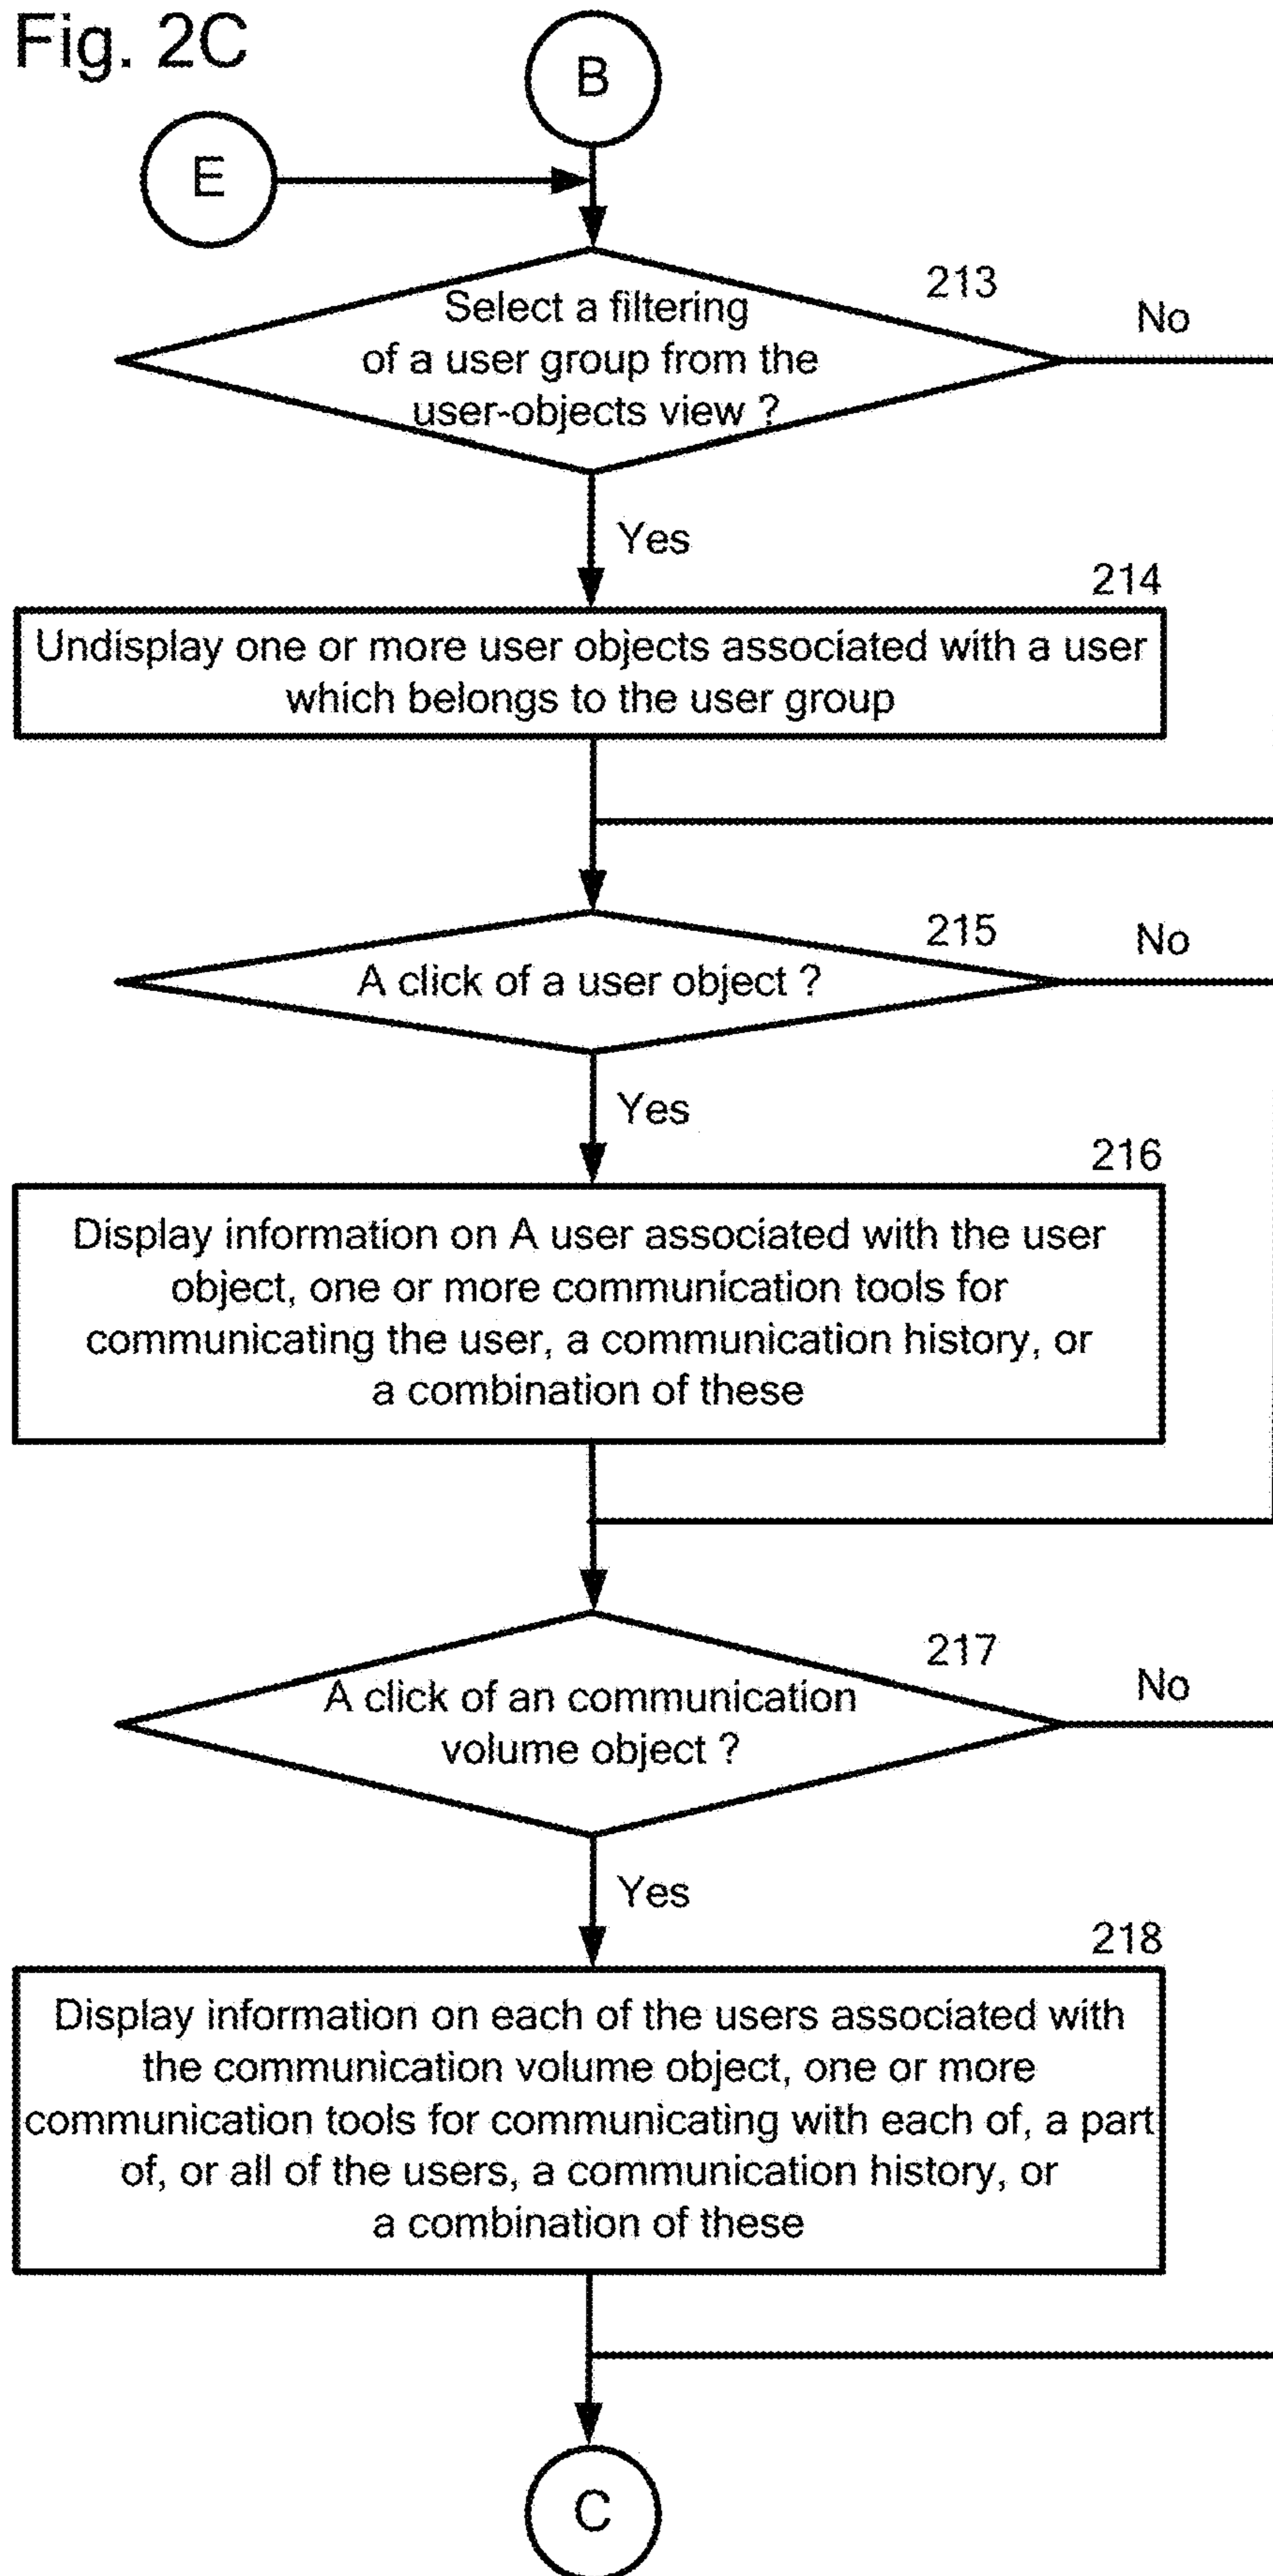 Fig. 2C
B
E
213
No
Select a filtering
of a user group from the
user-objects view ?
Yes
214
Undisplay one or more user objects associated with a user
which belongs to the user group
215
No
A click of a user object ?
Yes
216
Display information on A user associated with the user
object, one or more communication tools for
communicating the user, a communication history, or
a combination of these
217
No
A click of an communication
volume object ?
Yes
218
Display information on each of the users associated with
the communication volume object, one or more
communication tools for communicating with each of, a part
of, or all of the users, a communication history, or
a combination of these
C